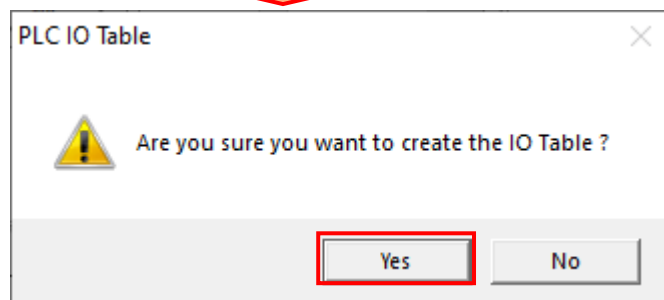 PLC IO Table
Are you sure you want to create the IO Table ?
Yes
No